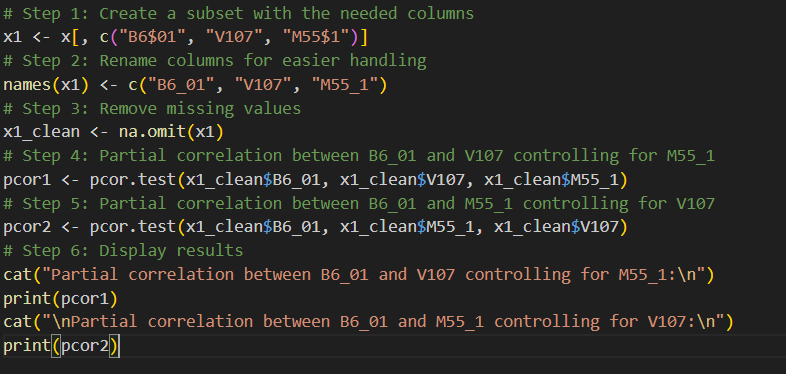 # Step 1: Create a subset with the needed columns
x1 <- x[, c("B6$01", "V107", "M55$1")]
# Step 2: Rename columns for easier handling
names(x1) <- c("B6_01", "V107", "M55_1")
# Step 3: Remove missing values
x1_clean <- na.omit(x1)
# Step 4: Partial correlation between B6_01 and V107 controlling for M55_1
pcor1 <- pcor.test(x1_clean$B6_01, x1_clean$V107, x1_clean$M55_1)
# Step 5: Partial correlation between B6_01 and M55_1 controlling for V107
pcor2 <- pcor.test(x1_clean$B6_01, x1_clean$M55_1, x1_clean$V107)
# Step 6: Display results
cat("Partial correlation between B6_01 and V107 controlling for M55_1:\n")
print(pcor1)
cat("\nPartial correlation between B6_01 and M55_1 controlling for V107:\n")
print(pcor2)